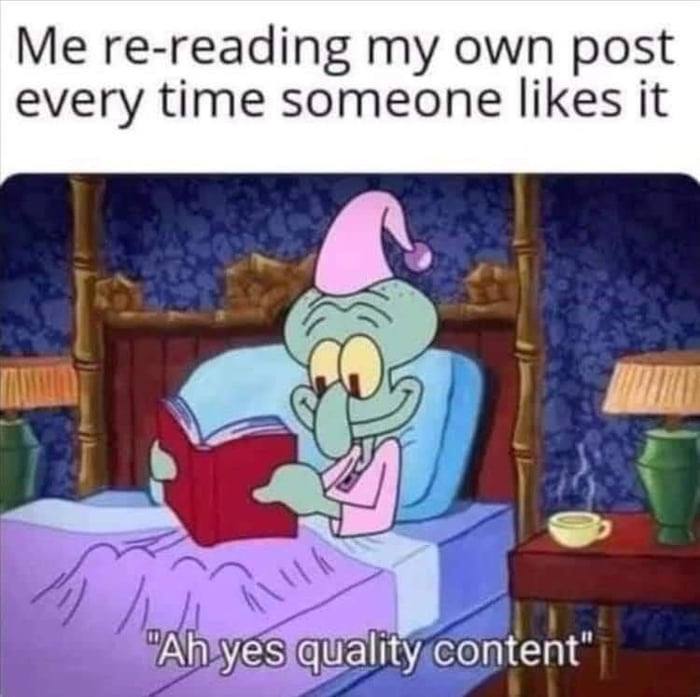 Me re-reading my own post
every time someone likes it
"Ah yes quality content"